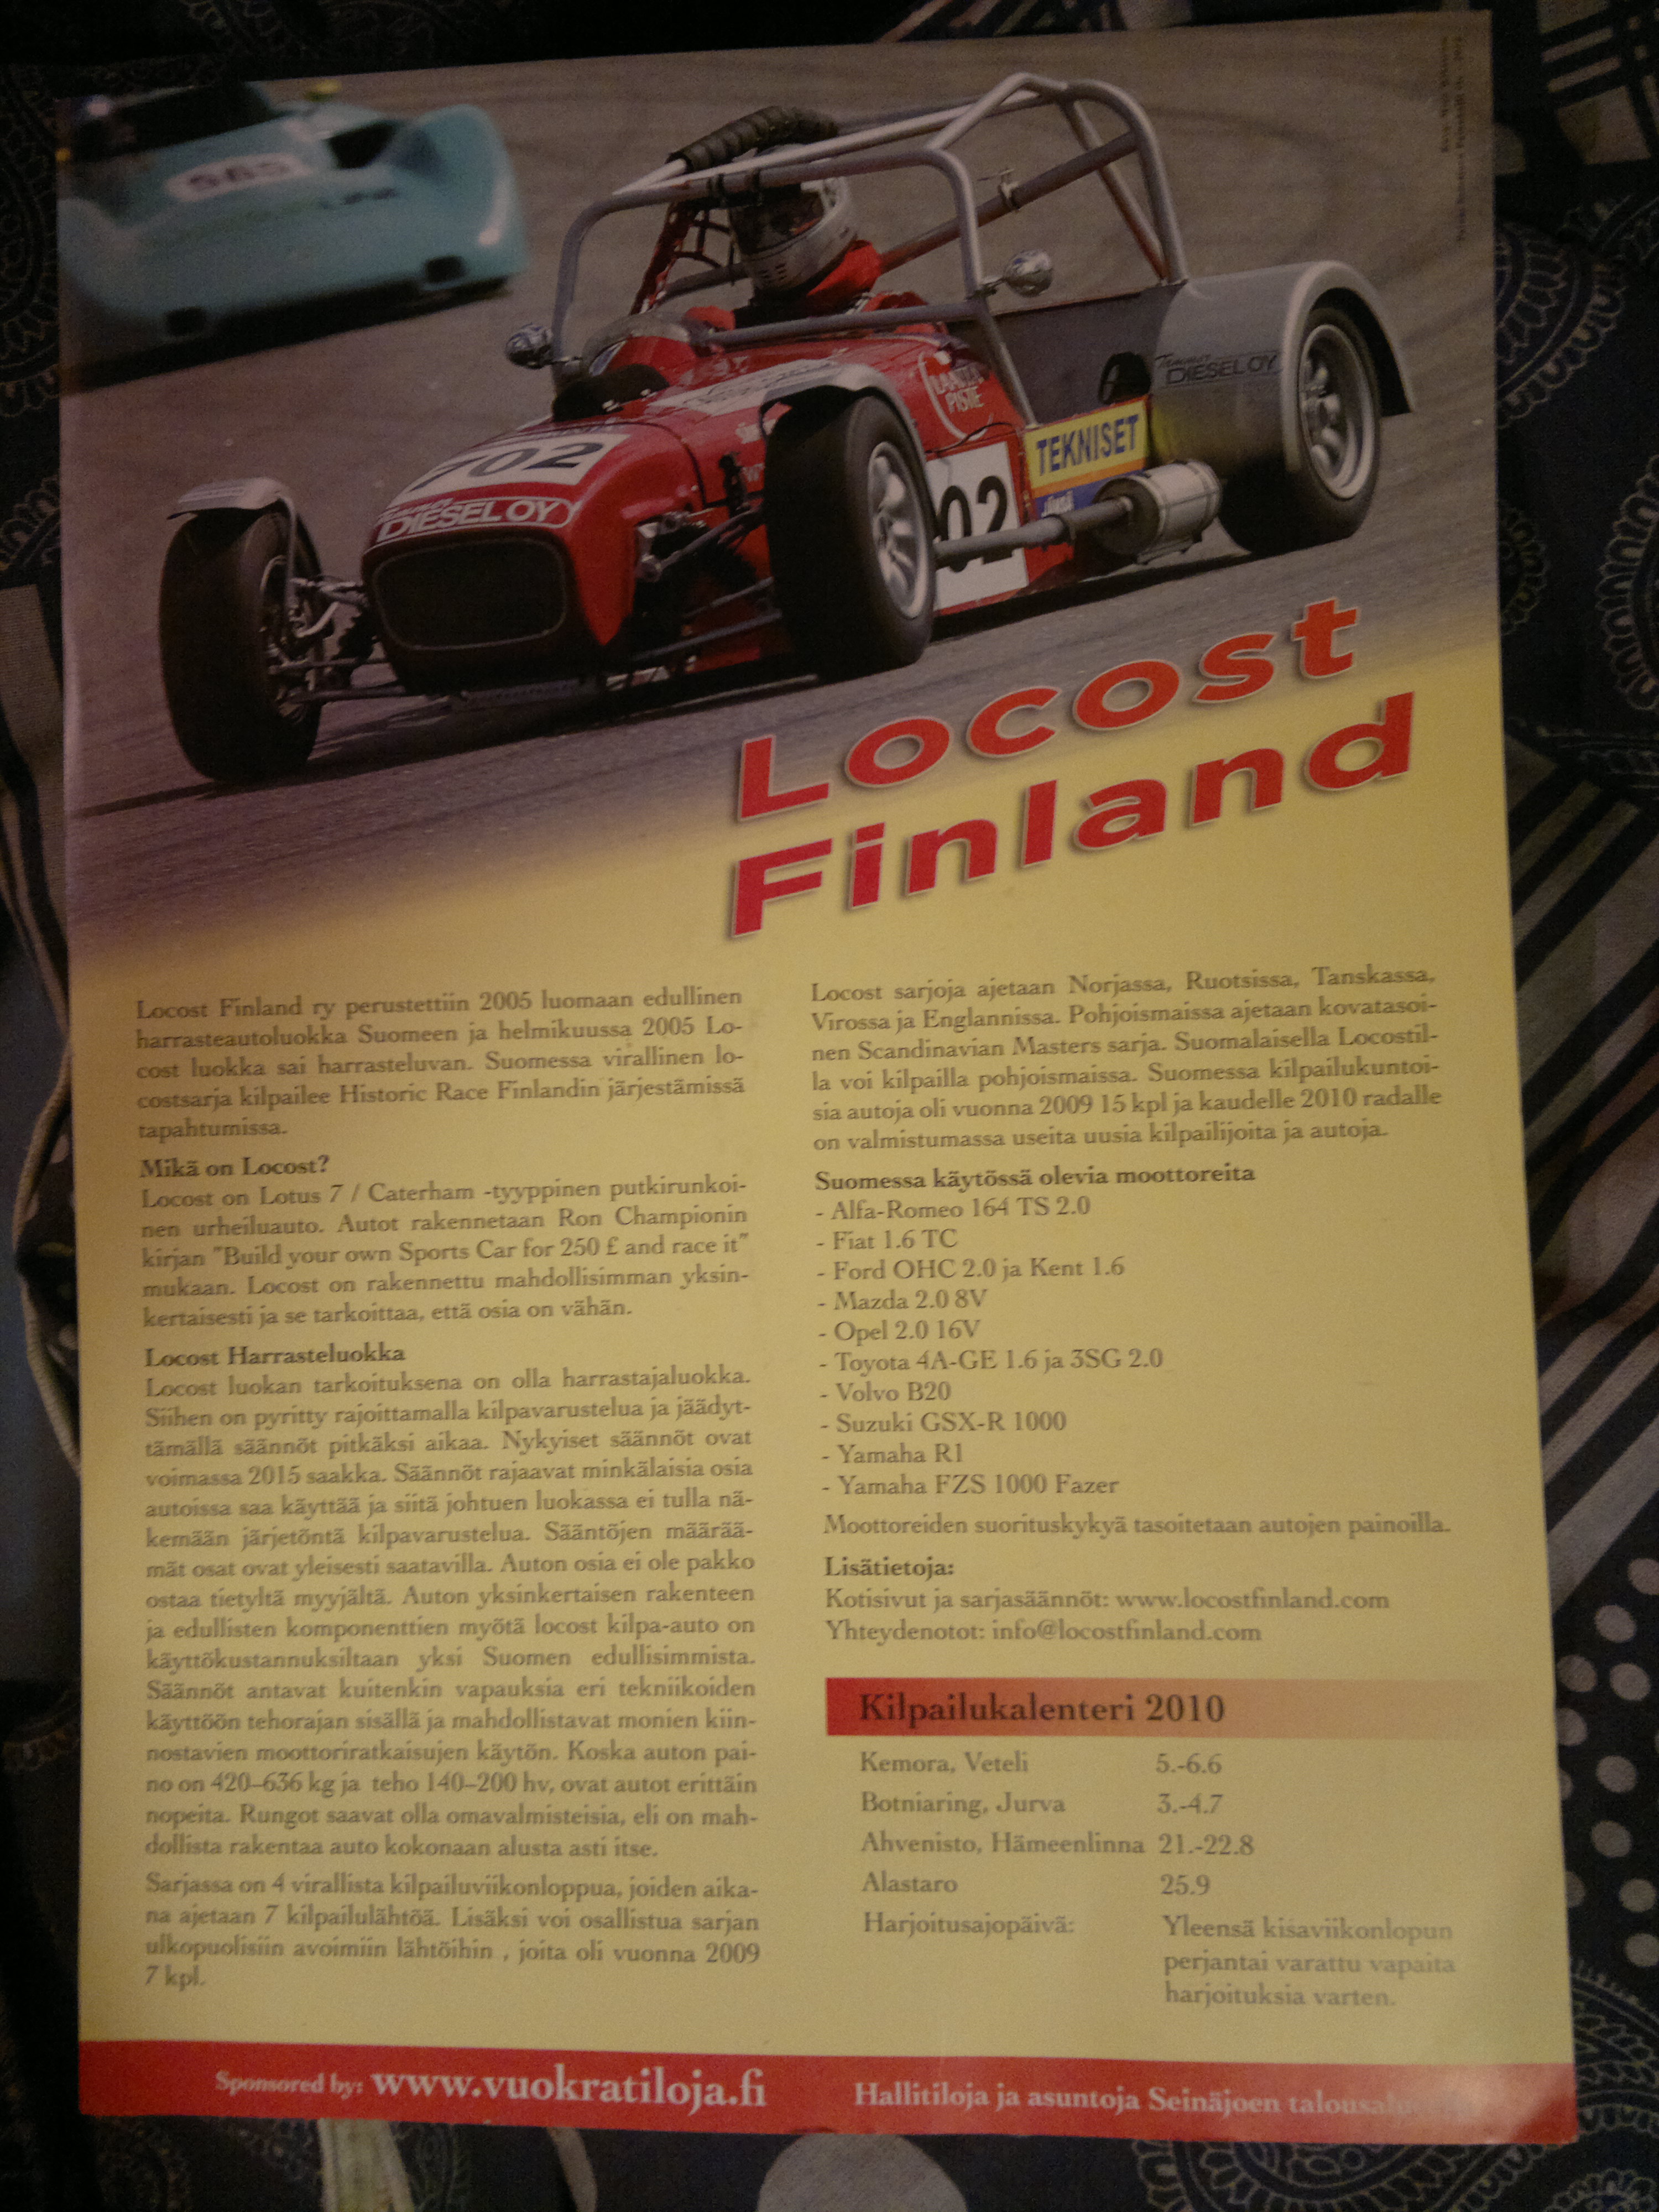 565
702
DIESEL OY
LAATTA
PISTE
02
TEKNISET
DIESEL OY
Locost
Finland
Locost Finland ry perustettiin 2005 luomaan edullinen
harrasteautoluokka Suomeen ja helmikuussa 2005 Lo-
cost luokka sai harrasteluvan. Suomessa virallinen lo-
costsarja kilpailee Historic Race Finlandin järjestämissä
tapahtumissa.
Mikä on Locost?
Locost on Lotus 7 / Caterham -tyyppinen putkirunkoi-
nen urheiluauto. Autot rakennetaan Ron Championin
kirjan "Build your own Sports Car for 250 £ and race it"
mukaan. Locost on rakennettu mahdollisimman yksin-
kertaisesti ja se tarkoittaa, että osia on vähän.
Locost Harrasteluokka
Locost luokan tarkoituksena on olla harrastajaluokka.
Siihen on pyritty rajoittamalla kilpavarustelua ja jäädyt-
tämällä säännöt pitkäksi aikaa. Nykyiset säännöt ovat
voimassa 2015 saakka. Säännöt rajaavat minkälaisia osia
autoissa saa käyttää ja siitä johtuen luokassa ei tulla nä-
kemään järjetöntä kilpavarustelua. Sääntöjen määrää-
mät osat ovat yleisesti saatavilla. Auton osia ei ole pakko
ostaa tietyltä myyjältä. Auton yksinkertaisen rakenteen
ja edullisten komponenttien myötä locost kilpa-auto on
käyttökustannuksiltaan yksi Suomen edullisimmista.
Säännöt antavat kuitenkin vapauksia eri tekniikoiden
käyttöön tehorajan sisällä ja mahdollistavat monien kiin-
nostavien moottoriratkaisujen käytön. Koska auton pai-
no on 420–636 kg ja teho 140–200 hv, ovat autot erittäin
nopeita. Rungot saavat olla omavalmisteisia, eli on mah-
dollista rakentaa auto kokonaan alusta asti itse.
Sarjassa on 4 virallista kilpailuviikonloppua, joiden aika-
na ajetaan 7 kilpailulähtöä. Lisäksi voi osallistua sarjan
ulkopuolisiin avoimiin lähtöihin , joita oli vuonna 2009
7 kpl.
Locost sarjoja ajetaan Norjassa, Ruotsissa, Tanskassa,
Virossa ja Englannissa. Pohjoismaissa ajetaan kovatasoi-
nen Scandinavian Masters sarja. Suomalaisella Locostil-
la voi kilpailla pohjoismaissa. Suomessa kilpailukuntoi-
sia autoja oli vuonna 2009 15 kpl ja kaudelle 2010 radalle
on valmistumassa useita uusia kilpailijoita ja autoja.
Suomessa käytössä olevia moottoreita
- Alfa-Romeo 164 TS 2.0
- Fiat 1.6 TC
- Ford OHC 2.0 ja Kent 1.6
- Mazda 2.0 8V
- Opel 2.0 16V
- Toyota 4A-GE 1.6 ja 3SG 2.0
- Volvo B20
- Suzuki GSX-R 1000
- Yamaha R1
- Yamaha FZS 1000 Fazer
Moottoreiden suorituskykyä tasoitetaan autojen painoilla.
Lisätietoja:
Kotisivut ja sarjasäännöt: www.locostfinland.com
Yhteydenotot: info@locostfinland.com
Kilpailukalenteri 2010
Kemora, Veteli 5.-6.6
Botniaring, Jurva 3.-4.7
Ahvenisto, Hämeenlinna 21.-22.8
Alastaro 25.9
Harjoitusajopäivä: Yleensä kisaviikonlopun
perjantai varattu vapaita
harjoituksia varten.
Sponsored by: www.vuokratiloja.fi Hallitiloja ja asuntoja Seinäjoen